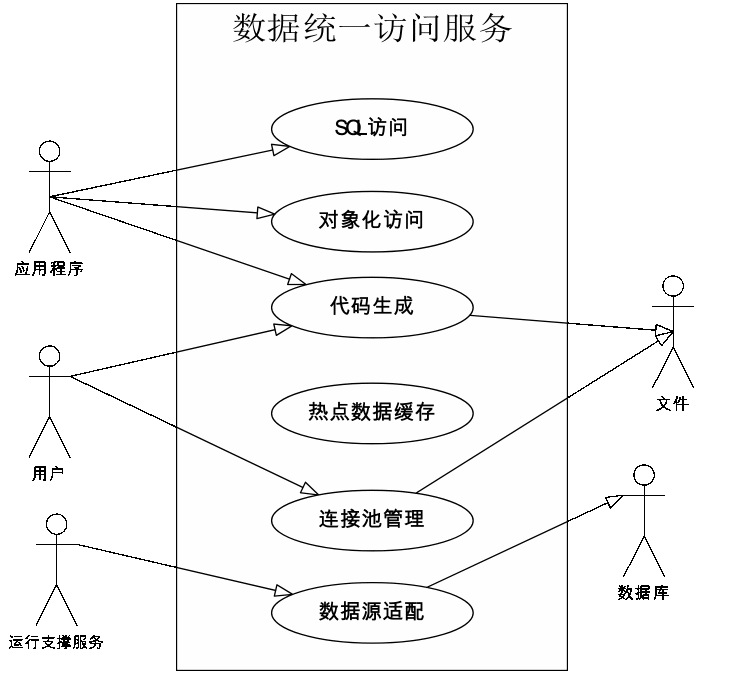 数据统一访问服务
SQL访问
对象化访问
应用程序
代码生成
文件
热点数据缓存
用户
连接池管理
数据库
数据源适配
运行支撑服务